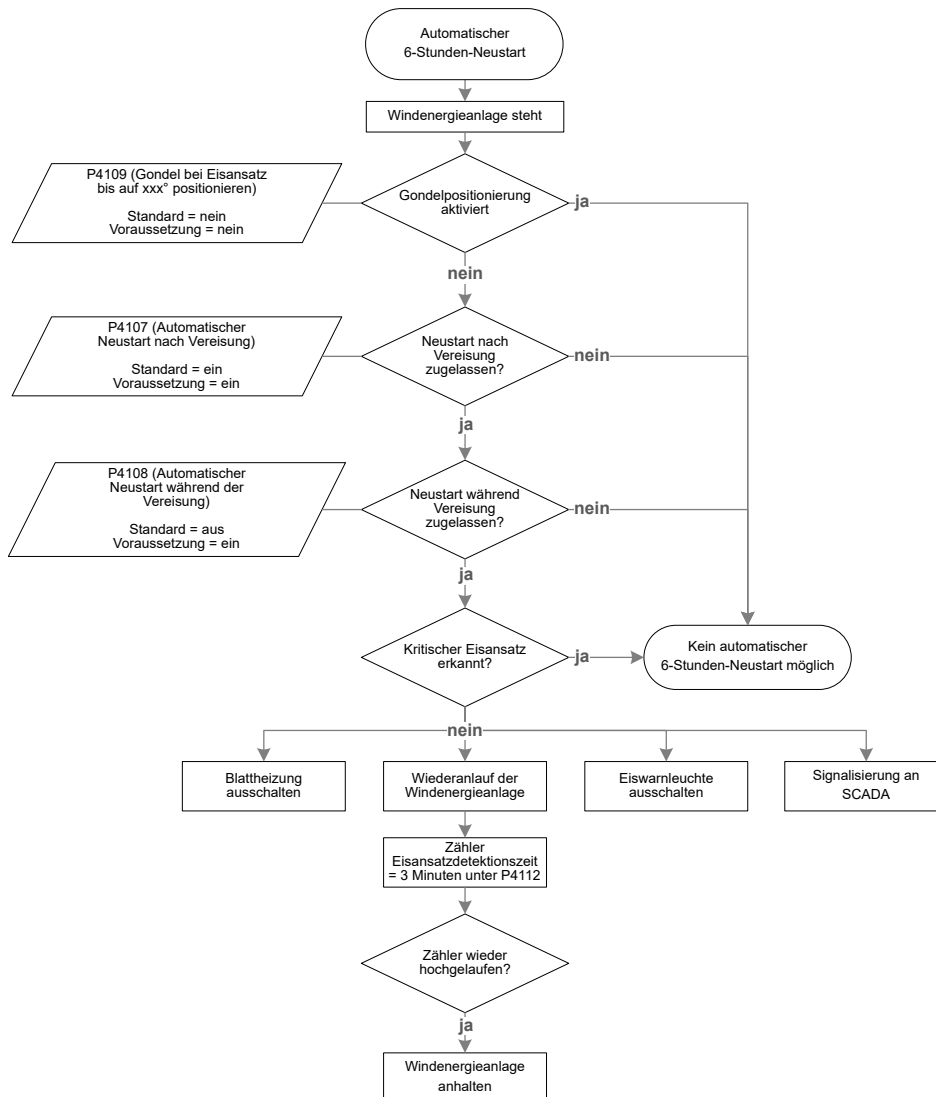 Automatischer
6-Stunden-Neustart
Windenergieanlage steht
P4109 (Gondel bei Eisansatz
bis auf xxx° positionieren)
Standard = nein
Voraussetzung = nein
Gondelpositionierung
aktiviert
ja
nein
P4107 (Automatischer
Neustart nach Vereisung)
Standard = ein
Voraussetzung = ein
Neustart nach
Vereisung
zugelassen?
nein
ja
P4108 (Automatischer
Neustart während der
Vereisung)
Standard = aus
Voraussetzung = ein
Neustart während
Vereisung
zugelassen?
nein
ja
Kritischer Eisansatz
erkannt?
ja
Kein automatischer
6-Stunden-Neustart möglich
nein
Blattheizung
ausschalten
Wiederanlauf der
Windenergieanlage
Eiswarnleuchte
ausschalten
Signalisierung an
SCADA
Zähler
Eisansatzdetektionszeit
= 3 Minuten unter P4112
Zähler wieder
hochgelaufen?
ja
Windenergieanlage
anhalten